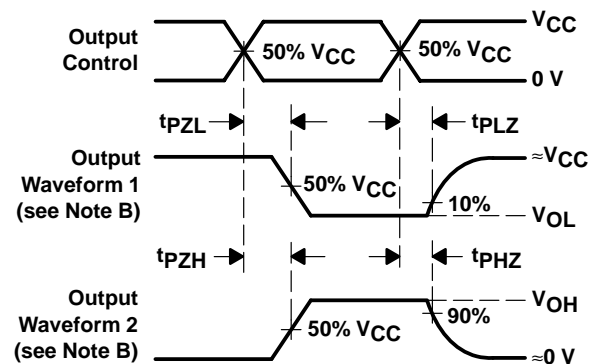 Output
Control
50% VCC
50% VCC
VCC
0 V
tPZL
tPLZ
Output
Waveform 1
(see Note B)
50% VCC
≈VCC
10%
VOL
tPZH
tPHZ
Output
Waveform 2
(see Note B)
50% VCC
VOH
90%
≈0 V